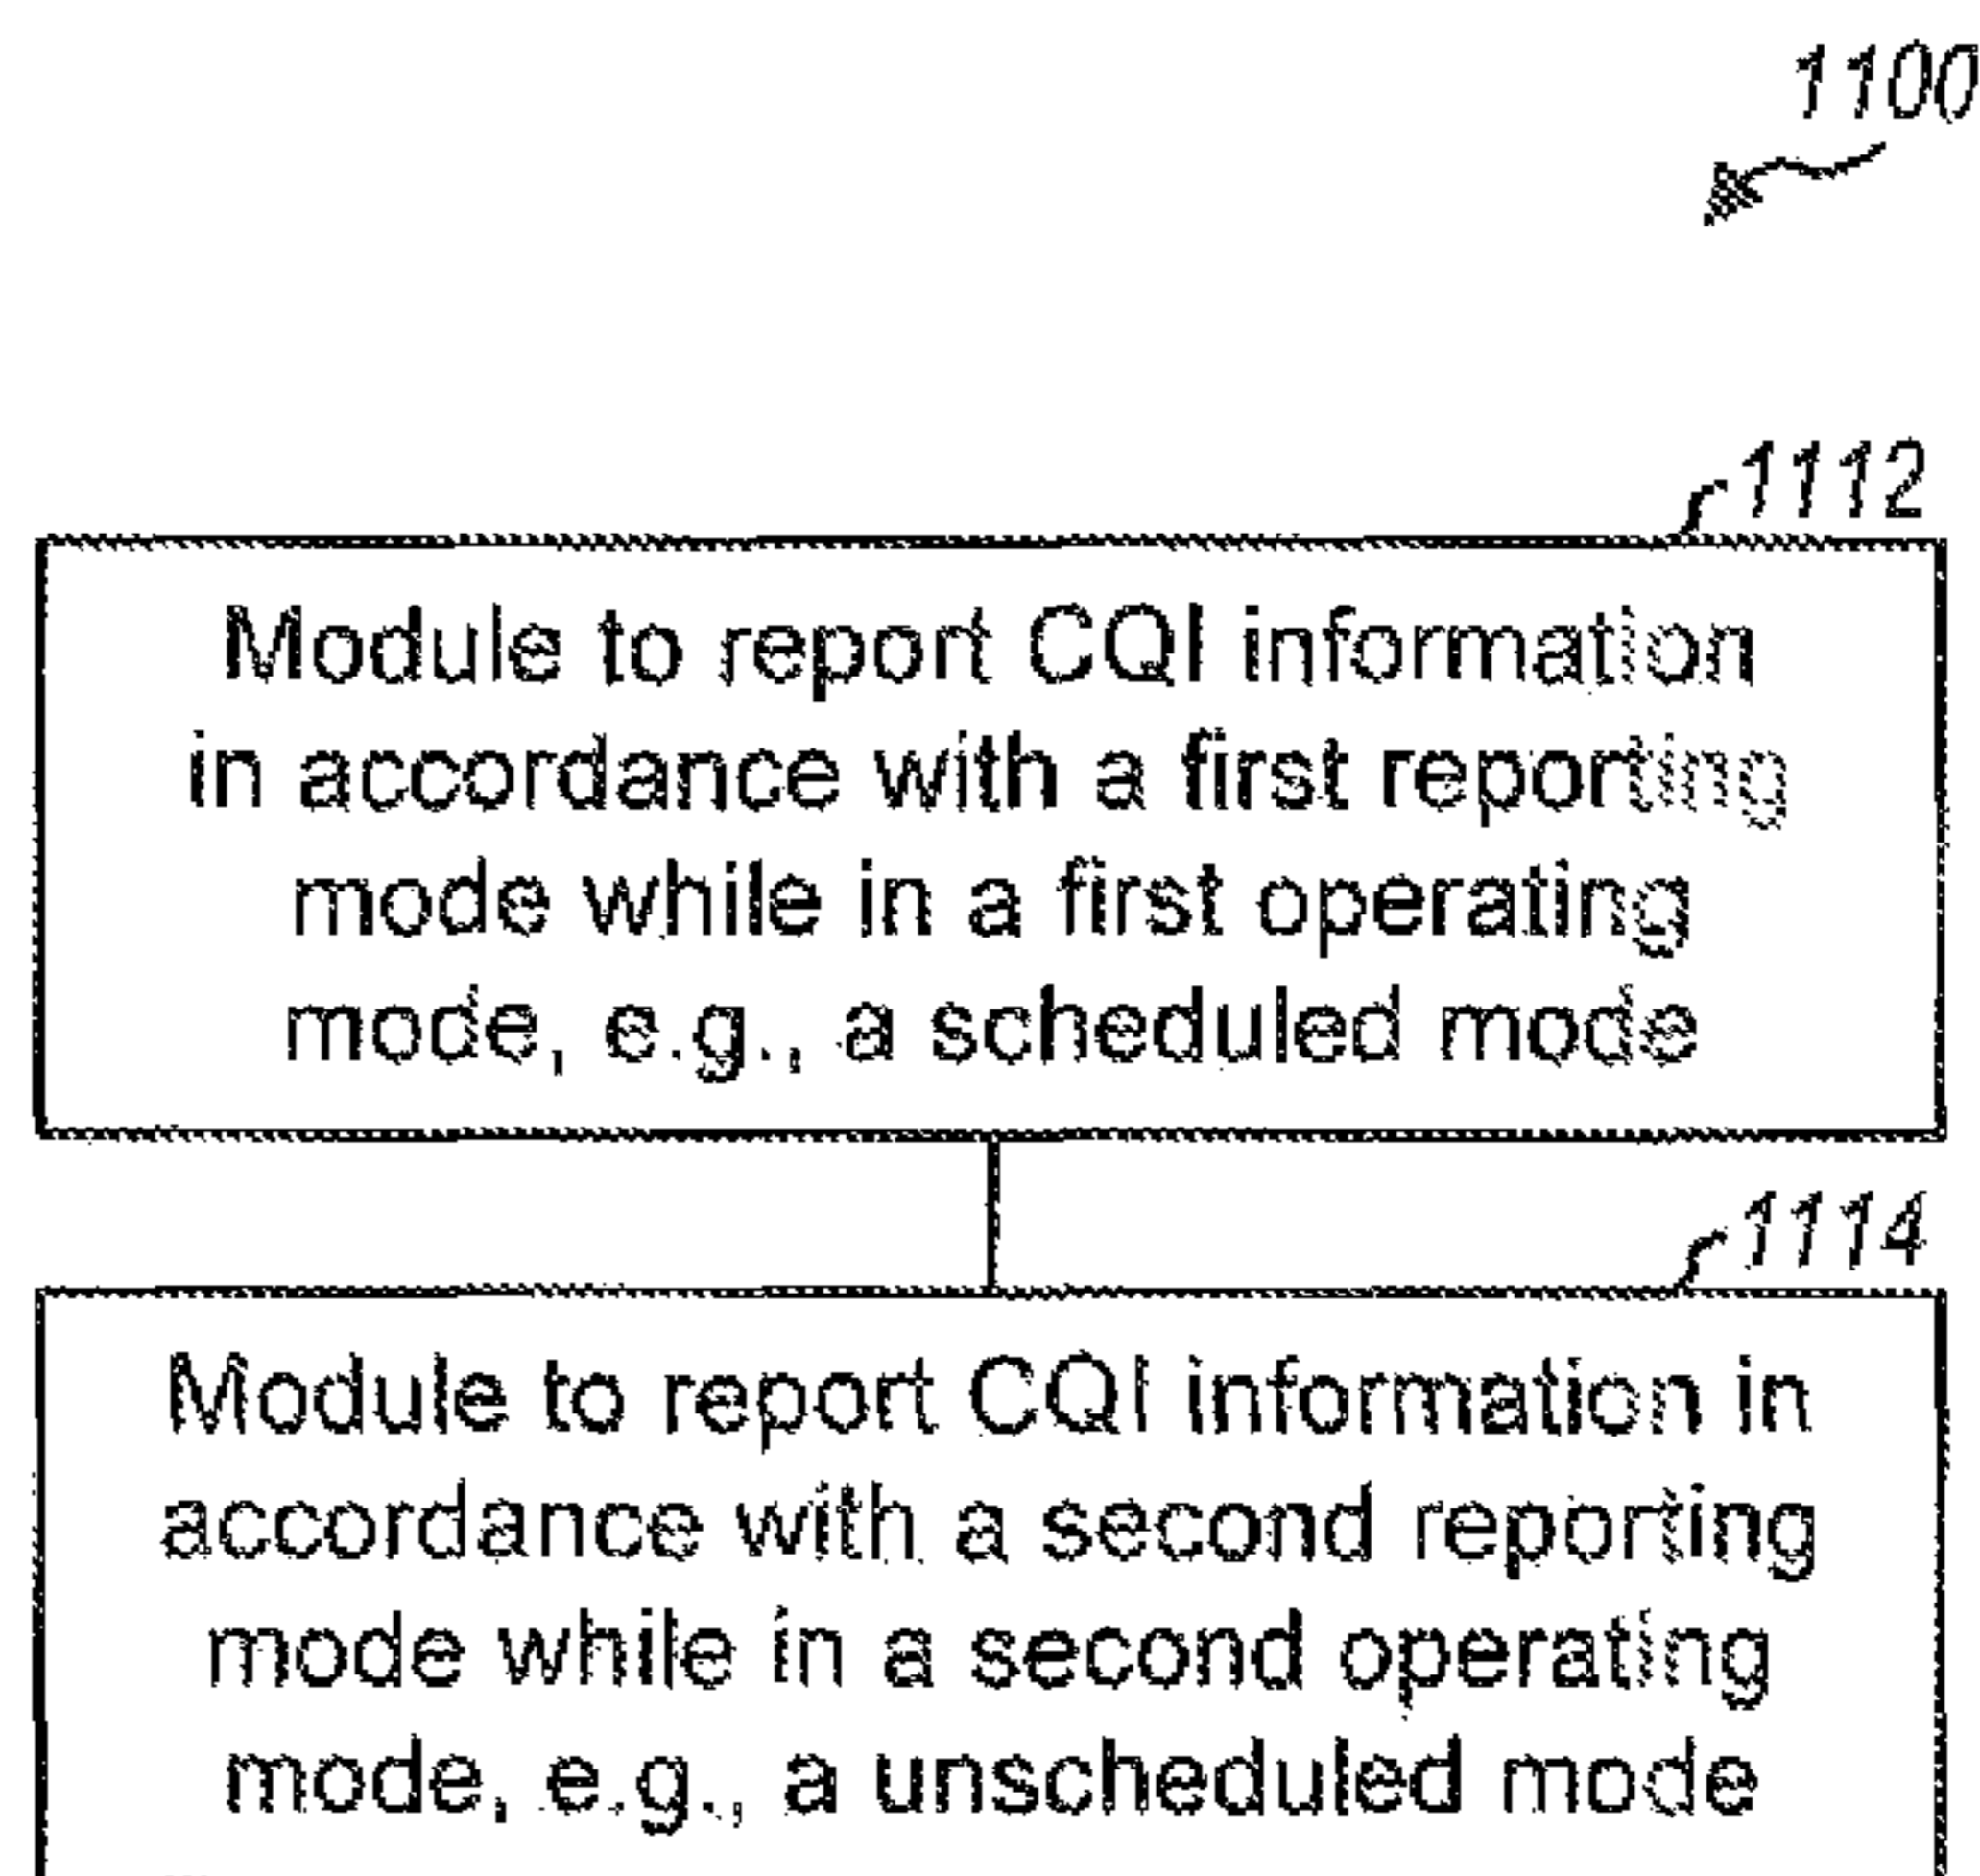 1100
1112
Module to report CQI information
in accordance with a first reporting
mode while in a first operating
mode, e.g., a scheduled mode
1114
Module to report CQI information in
accordance with a second reporting
mode while in a second operating
mode, e.g., a unscheduled mode